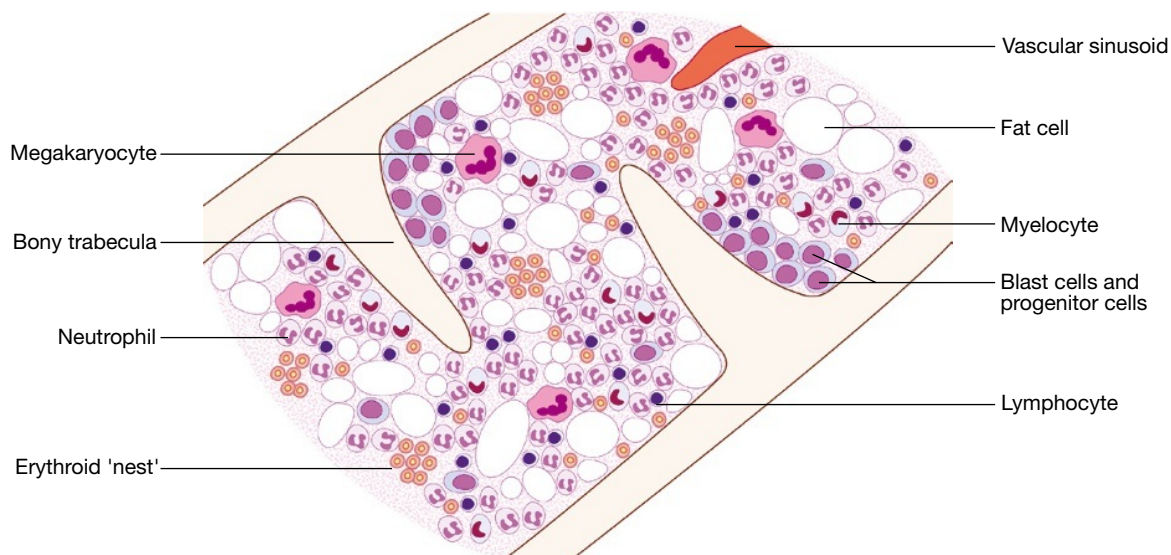 Megakaryocyte
Bony trabecula
Neutrophil
Erythroid 'nest'
Vascular sinusoid
Fat cell
Myelocyte
Blast cells and
progenitor cells
Lymphocyte